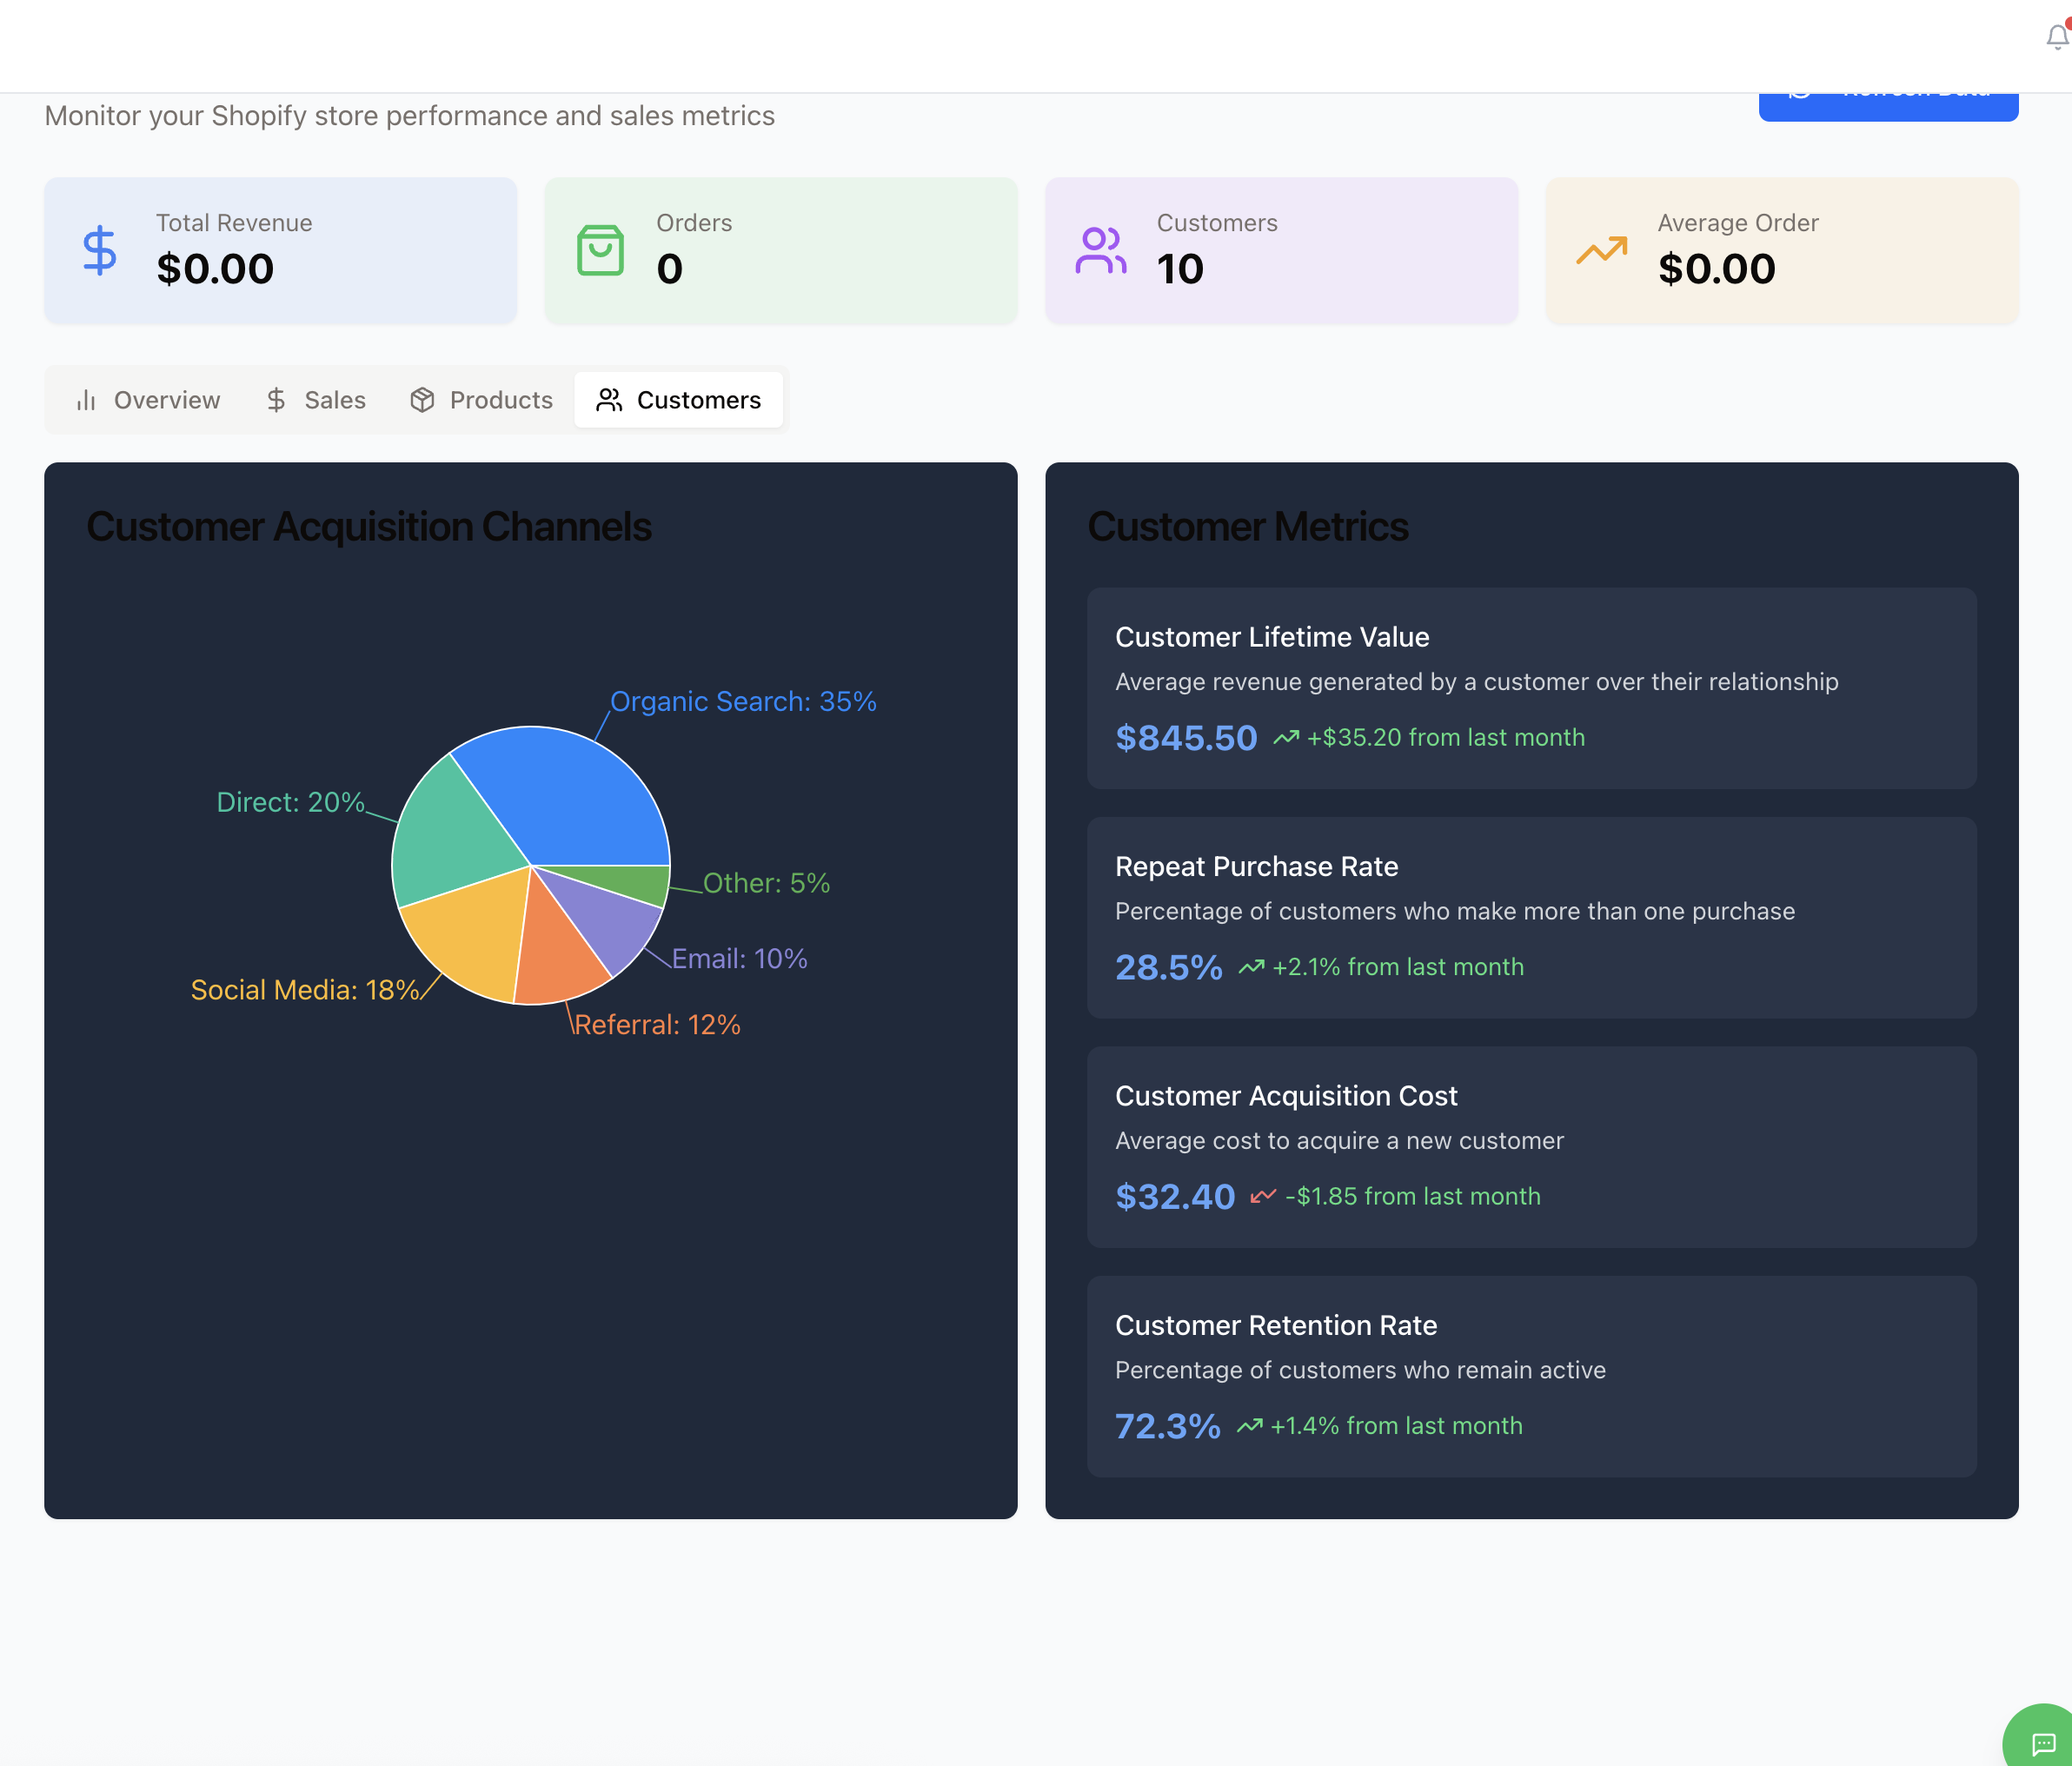 Monitor your Shopify store performance and sales metrics
Refresh Data
Total Revenue
$0.00
Orders
0
Customers
10
Average Order
$0.00
Overview
Sales
Products
Customers
Customer Acquisition Channels
Organic Search: 35%
Direct: 20%
Other: 5%
Email: 10%
Social Media: 18%
Referral: 12%
Customer Metrics
Customer Lifetime Value
Average revenue generated by a customer over their relationship
$845.50 +$35.20 from last month
Repeat Purchase Rate
Percentage of customers who make more than one purchase
28.5% +2.1% from last month
Customer Acquisition Cost
Average cost to acquire a new customer
$32.40 -$1.85 from last month
Customer Retention Rate
Percentage of customers who remain active
72.3% +1.4% from last month